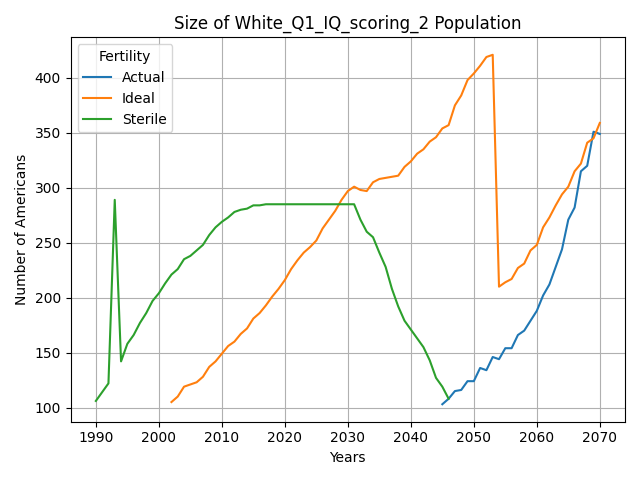 Size of White_Q1_IQ_scoring_2 Population
Fertility
Actual
Ideal
Sterile
Number of Americans
400
350
300
250
200
150
100
1990 2000 2010 2020 2030 2040 2050 2060 2070
Years